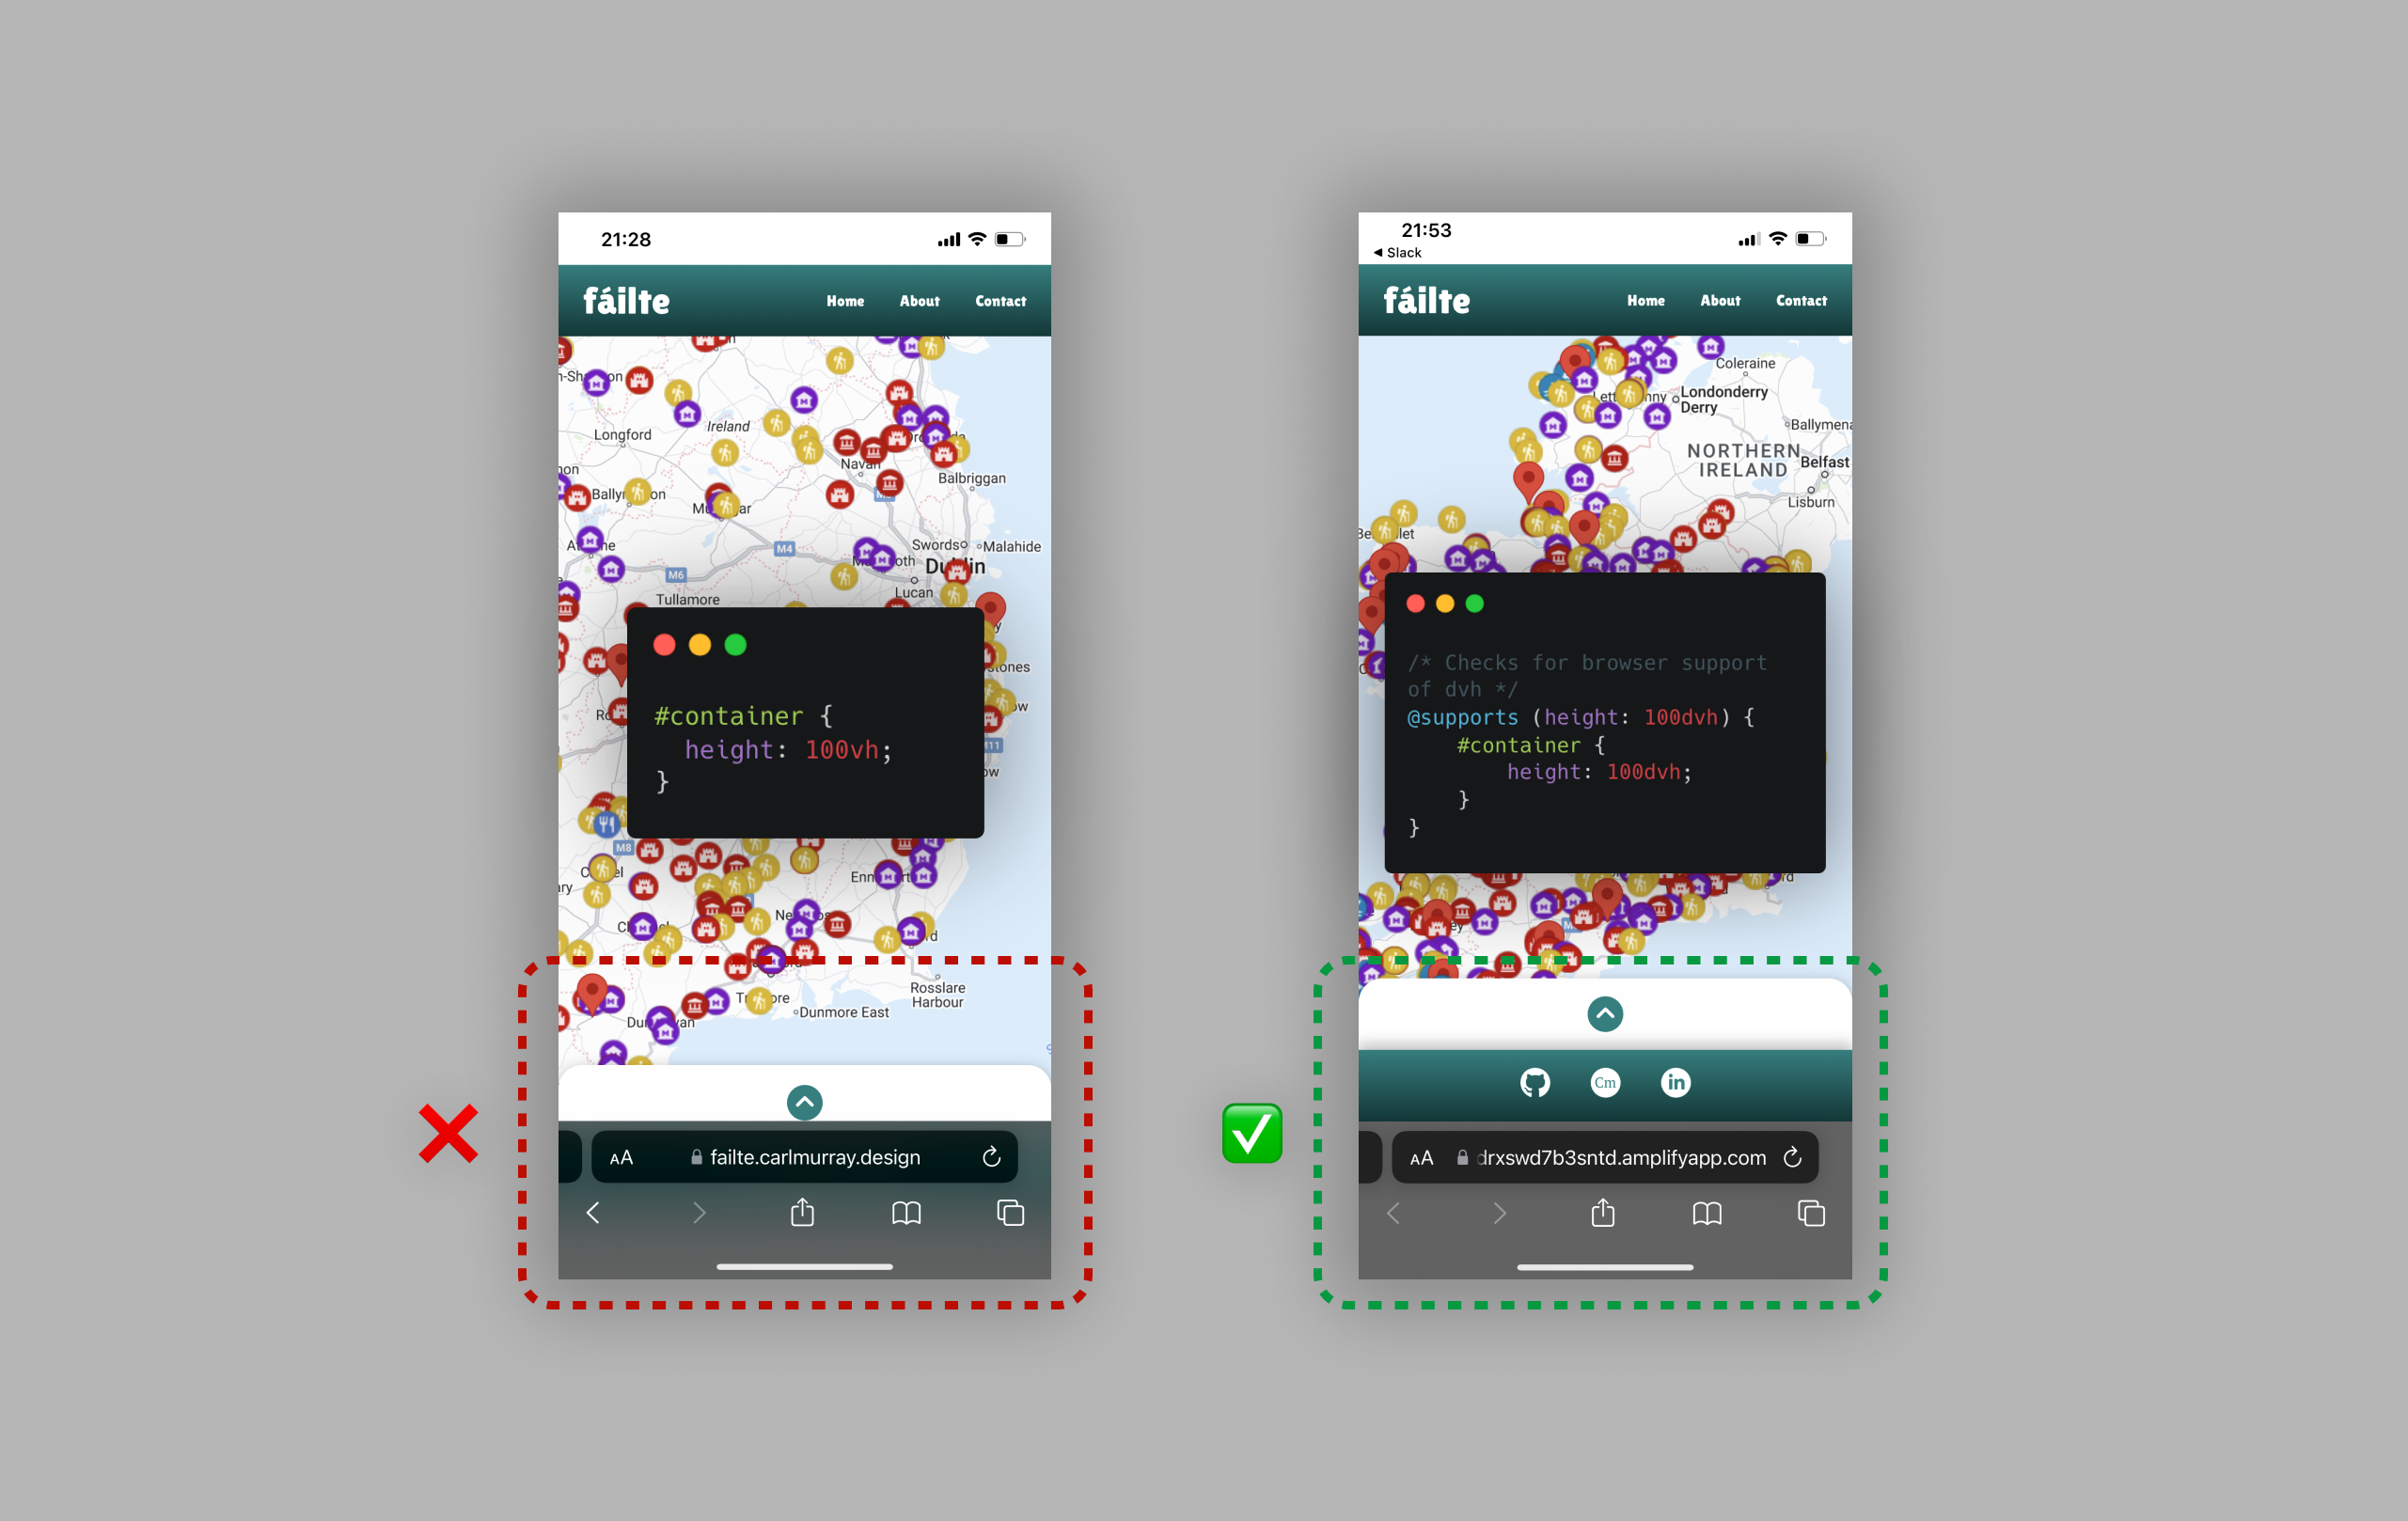 21:28
fáilte
Home About Contact
Longford
Ireland
Navan
Balbriggan
M4
Swords
Malahide
M6
Lucan
Tullamore
#container {
height: 100vh;
}
M8
Rosslare
Harbour
Dunmore East
AA failte.carlmurray.design
21:53
◀ Slack
fáilte
Home About Contact
Coleraine
Londonderry
Derry
NORTHERN
IRELAND
Belfast
Lisburn
/* Checks for browser support
of dvh */
@supports (height: 100dvh) {
#container {
height: 100dvh;
}
}
Cm
in
AA drxswd7b3sntd.amplifyapp.com